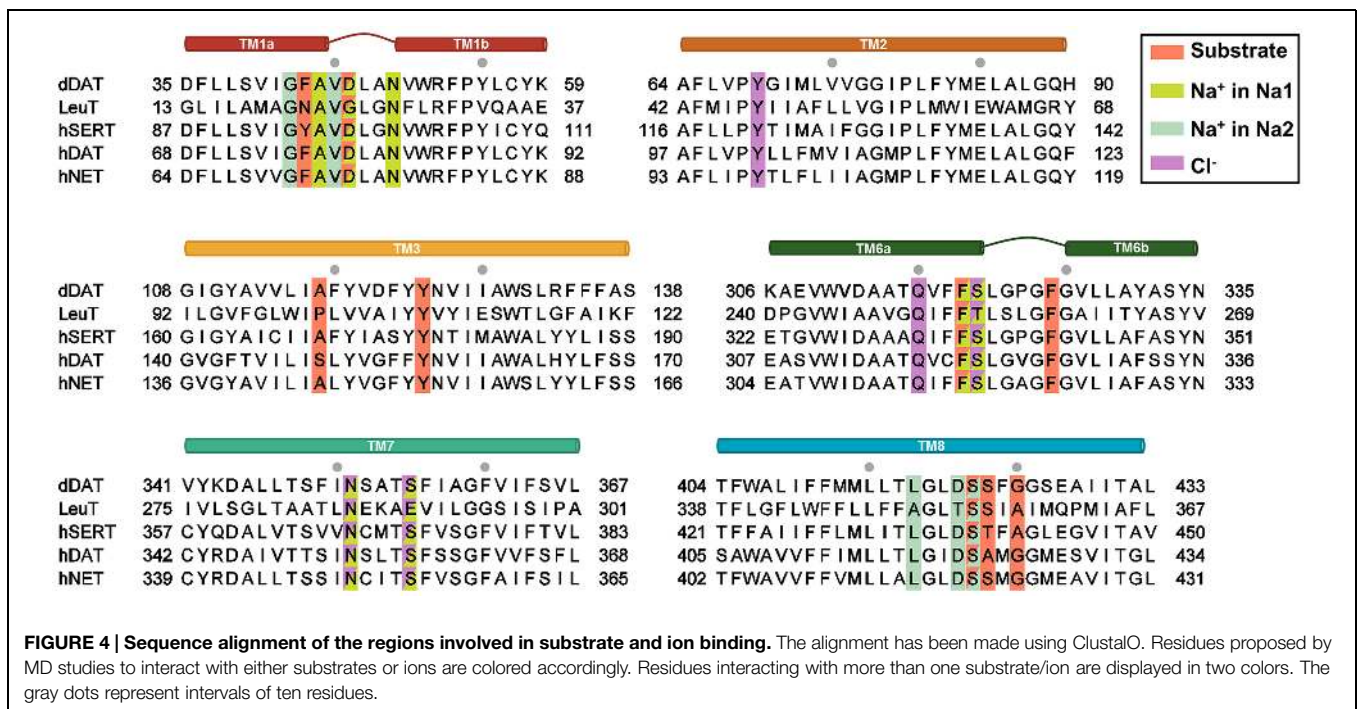 TM1a TM1b
dDAT 35 DFLLSVIGFAVDLANVWRFPYLCYK 59
LeuT 13 GLILAMAGNAVGLGNFLRFPVQAAE 37
hSERT 87 DFLLSVIGYAVDLGNVWRFPYICYQ 111
hDAT 68 DFLLSVIGFAVDLANVWRFPYLCYK 92
hNET 64 DFLLSVVGFAVDLANVWRFPYLCYK 88
TM2
64 AFLVPYGIMLVVGGIPLFYMELALGQH 90
42 AFMIPYIIAFLLVGIPLMWIEWAMGRY 68
116 AFLLPYTIMAIFGGIPLFYMELALGQY 142
97 AFLVPYLLFMVIAGMPLFYMELALGQF 123
93 AFLIPYTLFLIIAGMPLFYMELALGQY 119
Substrate
Na+ in Na1
Na+ in Na2
Cl-
TM3
dDAT 108 GIGYAVVLIAFYVDFYYNVIIAWSLRFFFAS 138
LeuT 92 ILGVFGLWIPLVVAIYYVYIESWTLGFAIKF 122
hSERT 160 GIGYAICIIAFYIASYYNTIMAWALYYLISS 190
hDAT 140 GVGFTVILISLYVGFFYNVIIAWALHYLFSS 170
hNET 136 GVGYAVILIALYVGFYYNVIIAWSLYYLFSS 166
TM6a TM6b
306 KAEVWVDAATQVFFSLGPGFGVLLAYASYN 335
240 DPGVWIAAVGQIFFTLSLGFGAIITYASYV 269
322 ETGVWIDAAAQIFFSLGPGFGVLLAFASYN 351
307 EASVWIDAATQVCFSLGVGFGVLIAFSSYN 336
304 EATVWIDAATQIFFSLGAGFGVLIAFASYN 333
TM7
dDAT 341 VYKDALLTSFINSATSFIAGFVIFSVL 367
LeuT 275 IVLSGLTAATLNEKAEVILGGSISIPA 301
hSERT 357 CYQDALVTSVVNCMTSFVSGFVIFTVL 383
hDAT 342 CYRDAIVTTSINSLTSFSSGFVVFSFL 368
hNET 339 CYRDALLTSSINCITSFVSGFAIFSIL 365
TM8
404 TFWALIFFMMLLTLGLDSSFGGSEAIITAL 433
338 TFLGFLWFFLLFFAGLTSSIAIMQPMIAFL 367
421 TFFAIIFFLMLITLGLDSTFAGLEGVITAV 450
405 SAWAVVFFIMLLTLGIDSAMGGMESVITGL 434
402 TFWAVVFFVMLLALGLDSSMGGMEAVITGL 431
FIGURE 4 | Sequence alignment of the regions involved in substrate and ion binding. The alignment has been made using ClustalO. Residues proposed by
MD studies to interact with either substrates or ions are colored accordingly. Residues interacting with more than one substrate/ion are displayed in two colors. The
gray dots represent intervals of ten residues.